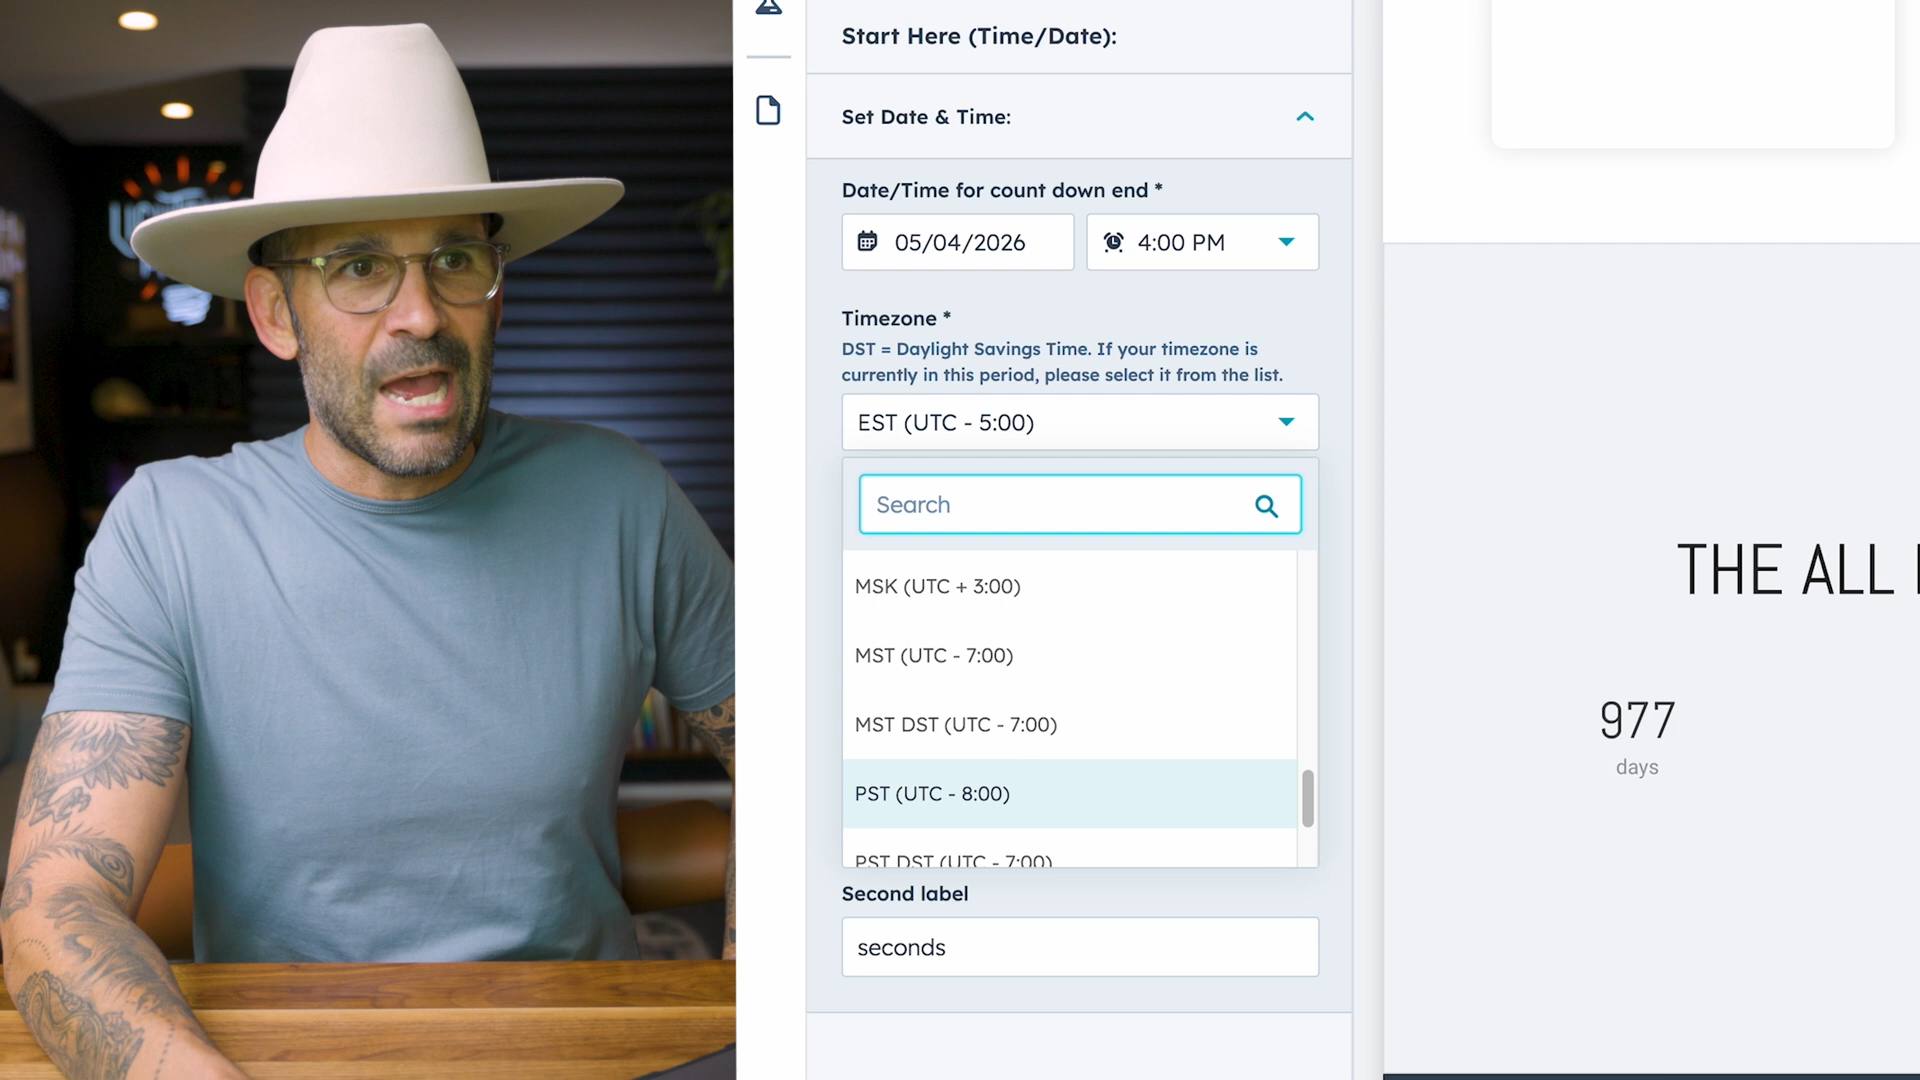 Start Here (Time/Date):
Set Date & Time:
Date/Time for count down end *
05/04/2026
4:00 PM
Timezone *
DST = Daylight Savings Time. If your timezone is
currently in this period, please select it from the list.
EST (UTC - 5:00)
Search
MSK (UTC + 3:00)
MST (UTC - 7:00)
MST DST (UTC - 7:00)
PST (UTC - 8:00)
PST DST (UTC - 7:00)
Second label
seconds
THE ALL
977
days